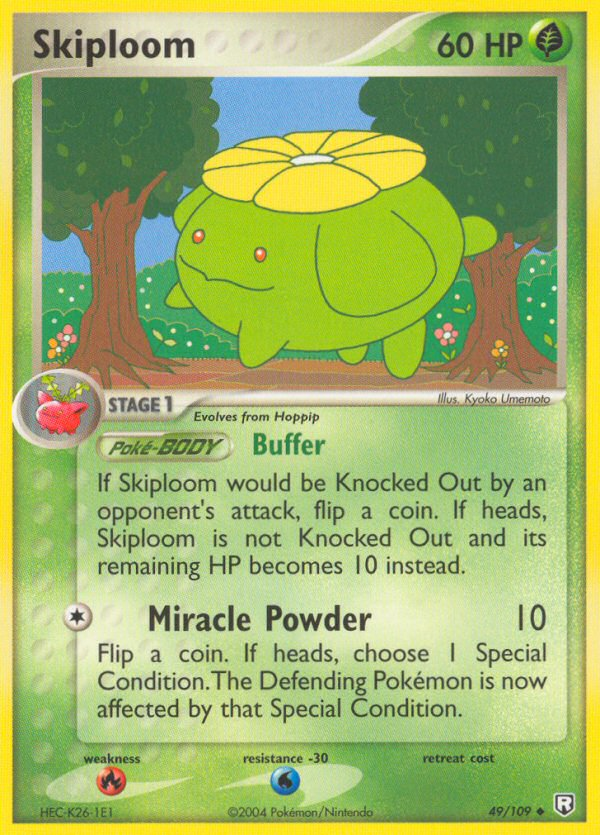 Skiploom 60 HP
Illus. Kyoko Umemoto
STAGE 1
Evolves from Hoppip
Poké-BODY Buffer
If Skiploom would be Knocked Out by an
opponent's attack, flip a coin. If heads,
Skiploom is not Knocked Out and its
remaining HP becomes 10 instead.
Miracle Powder 10
Flip a coin. If heads, choose 1 Special
Condition.The Defending Pokémon is now
affected by that Special Condition.
weakness resistance -30 retreat cost
HEC-K26-1E1 ©2004 Pokémon/Nintendo 49/109 R